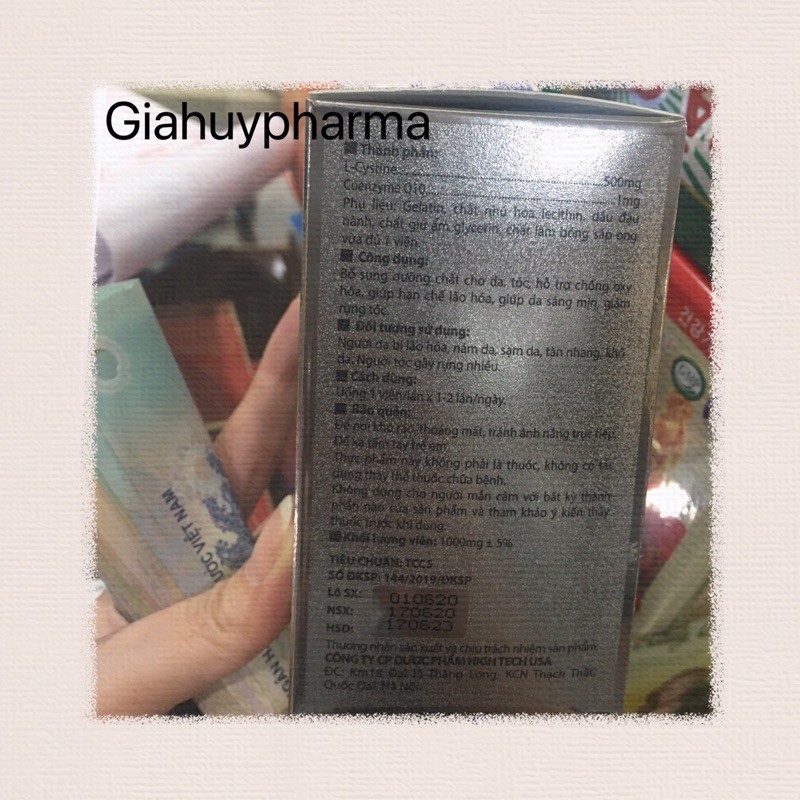 Giahuypharma
Thành phần:
L-Cystine 500mg
Coenzyme Q10 1mg
Phụ liệu: Gelatin, chất nhũ hóa lecithin, dầu đậu
nành, chất giữ ẩm glycerin, chất làm bóng sáp ong
vừa đủ 1 viên.
Công dụng:
Bổ sung dưỡng chất cho da, tóc, hỗ trợ chống oxy
hóa, giúp hạn chế lão hóa, giúp da sáng mịn, giảm
rụng tóc.
Đối tượng sử dụng:
Người da bị lão hóa, nám da, sạm da, tàn nhang, khô
da. Người tóc gãy rụng nhiều.
Cách dùng:
Uống 1 viên/lần x 1-2 lần/ngày.
Bảo quản:
Để nơi khô ráo, thoáng mát, tránh ánh nắng trực tiếp.
Để xa tầm tay trẻ em
Thực phẩm này không phải là thuốc, không có tác
dụng thay thế thuốc chữa bệnh.
Không dùng cho người mẫn cảm với bất kỳ thành
phần nào của sản phẩm và tham khảo ý kiến thầy
thuốc trước khi dùng.
Khối lượng viên: 1000mg ± 5%
TIÊU CHUẨN: TCCS
SỐ ĐKSP: 144/2019/ĐKSP
Lô SX: 010620
NSX: 170620
HSD: 170623
Thương nhân sản xuất và chịu trách nhiệm sản phẩm:
CÔNG TY CP DƯỢC PHẨM HIGH TECH USA
ĐC: Km18, Đại lộ Thăng Long, KCN Thạch Thất,
Quốc Oai, Hà Nội
ƯỢC VIỆT NAM